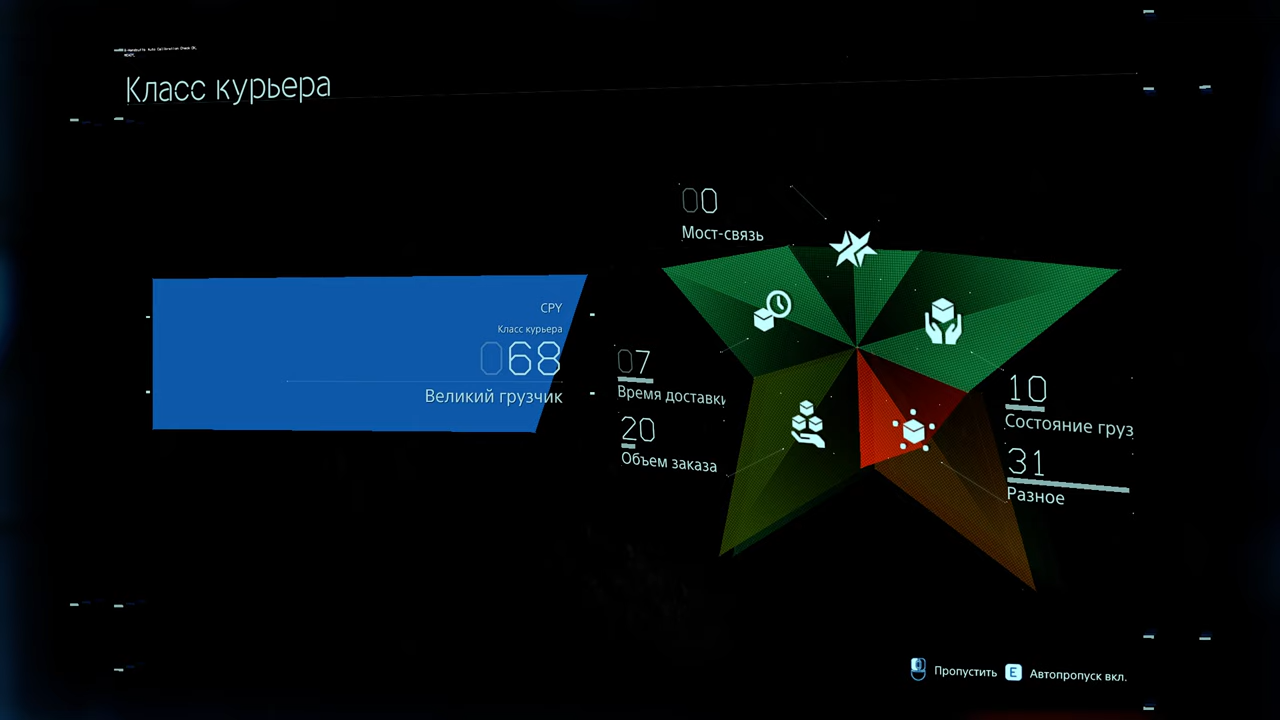 Класс курьера
00
Мост-связь
CPY
Класс курьера
068
Великий грузчик
07
Время доставки
20
Объем заказа
10
Состояние груз
31
Разное
Пропустить
E Автопропуск вкл.